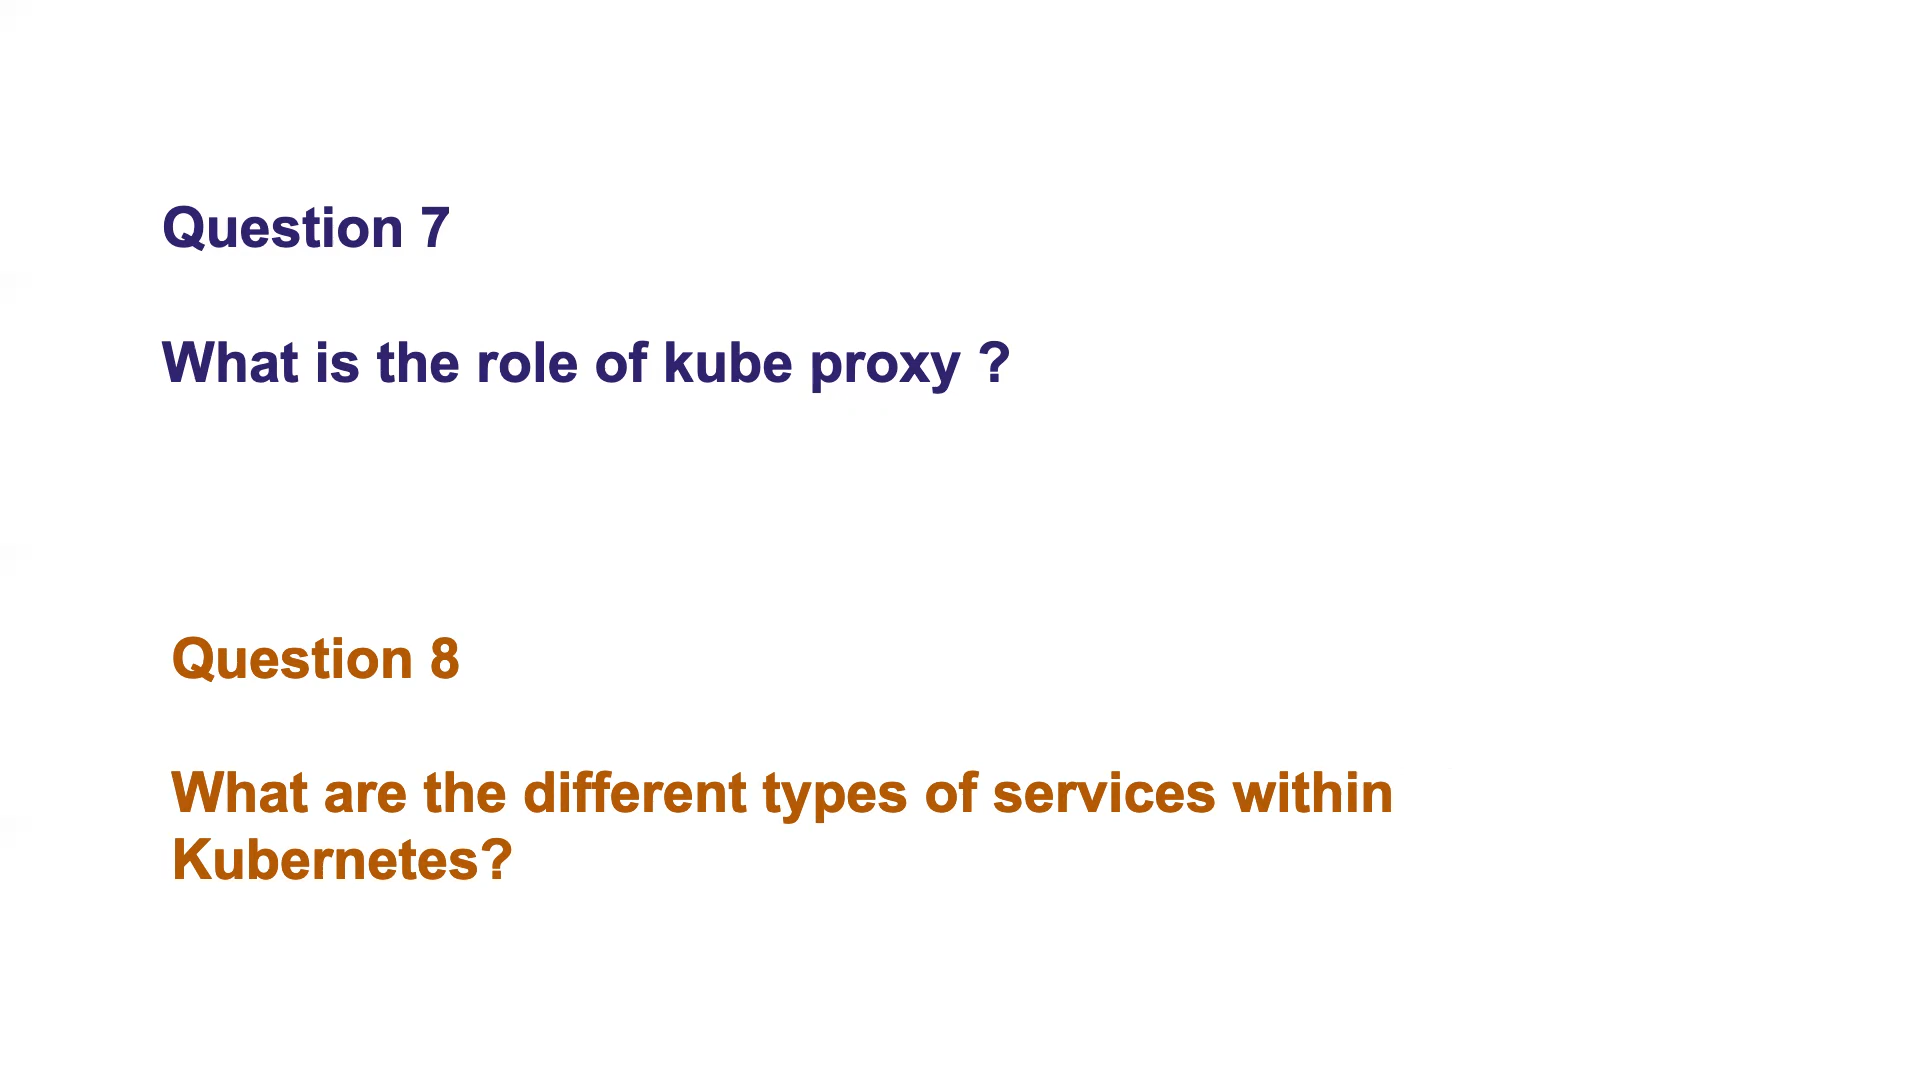 Question 7
What is the role of kube proxy ?
Question 8
What are the different types of services within
Kubernetes?